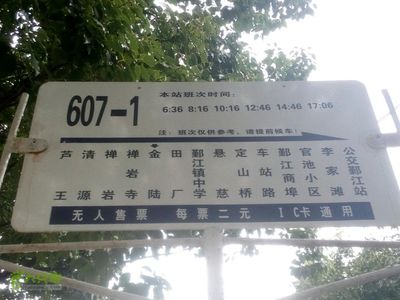 607-1
本站班次时间:
6:36 8:16 10:16 12:46 14:46 17:06
注: 班次仅供参考, 请提前候车!
芦王
清源
禅岩
禅岩寺
金陆
田厂
鄞江镇中学
悬慈
定山桥
车站路
鄞江商埠
官池小区
李家滩
公交鄞江站
无人售票 每票二元 IC卡通用